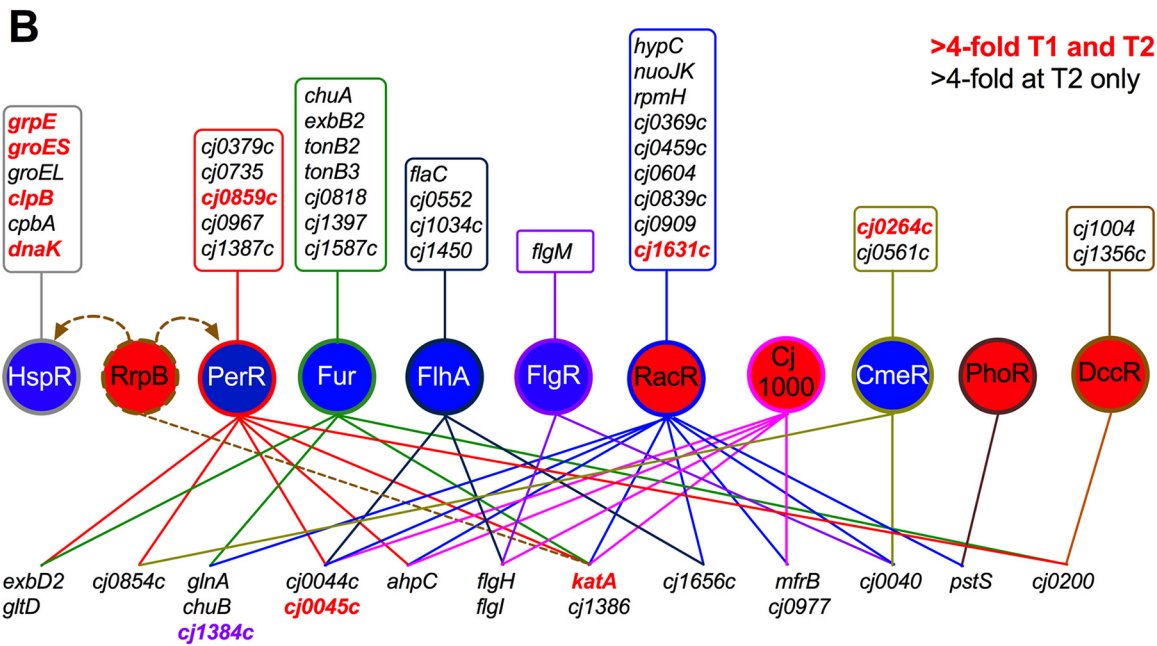 B
>4-fold T1 and T2
>4-fold at T2 only
grpE
groES
groEL
clpB
cpbA
dnaK
cj0379c
cj0735
cj0859c
cj0967
cj1387c
chuA
exbB2
tonB2
tonB3
cj0818
cj1397
cj1587c
flaC
cj0552
cj1034c
cj1450
flgM
hypC
nuoJK
rpmH
cj0369c
cj0459c
cj0604
cj0839c
cj0909
cj1631c
cj0264c
cj0561c
cj1004
cj1356c
HspR
RrpB
PerR
Fur
FlhA
FlgR
RacR
Cj
1000
CmeR
PhoR
DccR
exbD2
gltD
cj0854c
glnA
chuB
cj1384c
cj0044c
cj0045c
ahpC
flgH
flgI
katA
cj1386
cj1656c
mfrB
cj0977
cj0040
pstS
cj0200